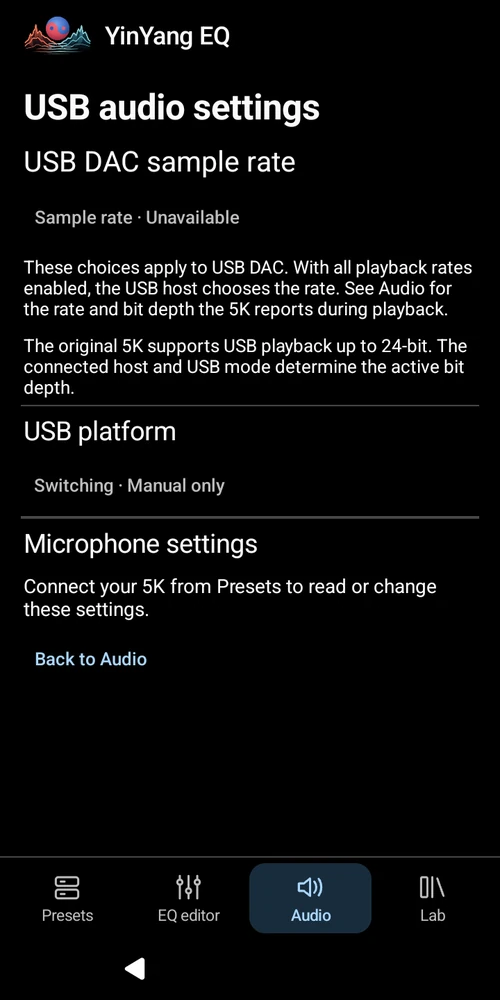 YinYang EQ
USB audio settings
USB DAC sample rate
Sample rate · Unavailable
These choices apply to USB DAC. With all playback rates
enabled, the USB host chooses the rate. See Audio for
the rate and bit depth the 5K reports during playback.
The original 5K supports USB playback up to 24-bit. The
connected host and USB mode determine the active bit
depth.
USB platform
Switching · Manual only
Microphone settings
Connect your 5K from Presets to read or change
these settings.
Back to Audio
Presets
EQ editor
Audio
Lab